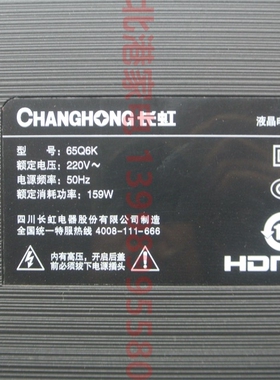 CHANGHONG 长虹
液晶电
型 号: 65Q6K
额定电压: 220V～
电源频率: 50Hz
额定消耗功率: 159W
四川长虹电器股份有限公司制造
全国统一特服热线 4008-111-666
内有高压，开启后盖
前必须拔下电源插头
HDM